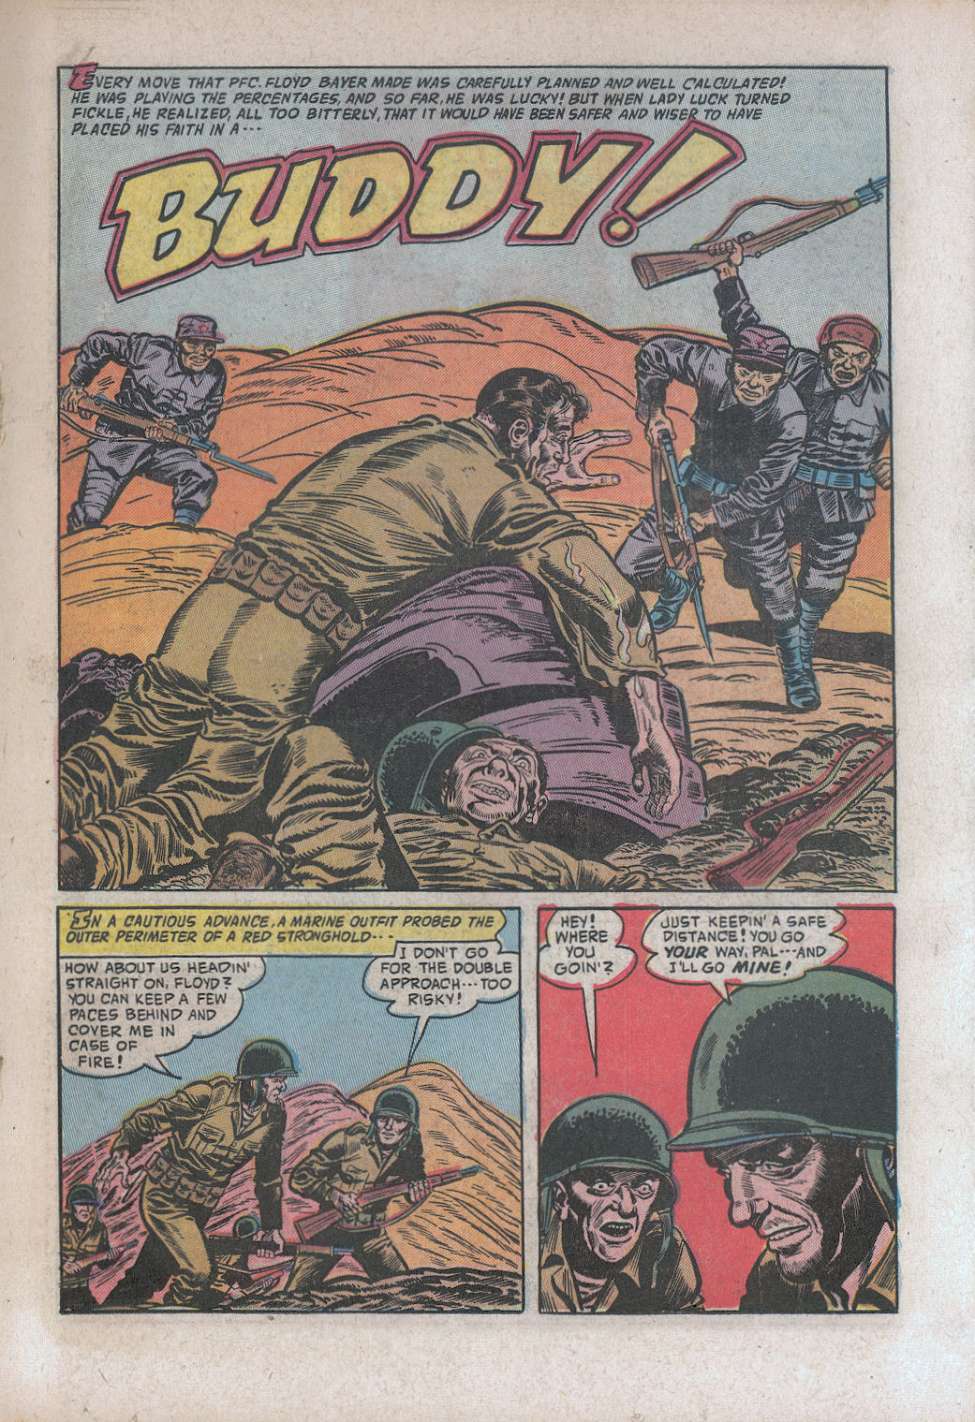 EVERY MOVE THAT PFC. FLOYD BAYER MADE WAS CAREFULLY PLANNED AND WELL CALCULATED!
HE WAS PLAYING THE PERCENTAGES, AND SO FAR, HE WAS LUCKY! BUT WHEN LADY LUCK TURNED
FICKLE, HE REALIZED, ALL TOO BITTERLY, THAT IT WOULD HAVE BEEN SAFER AND WISER TO HAVE
PLACED HIS FAITH IN A---
BUDDY!
IN A CAUTIOUS ADVANCE, A MARINE OUTFIT PROBED THE
OUTER PERIMETER OF A RED STRONGHOLD---
HOW ABOUT US HEADIN'
STRAIGHT ON, FLOYD?
YOU CAN KEEP A FEW
PACES BEHIND AND
COVER ME IN
CASE OF
FIRE!
I DON'T GO
FOR THE DOUBLE
APPROACH---TOO
RISKY!
HEY!
WHERE
YOU
GOIN'?
JUST KEEPIN' A SAFE
DISTANCE! YOU GO
YOUR WAY, PAL---AND
I'LL GO MINE!